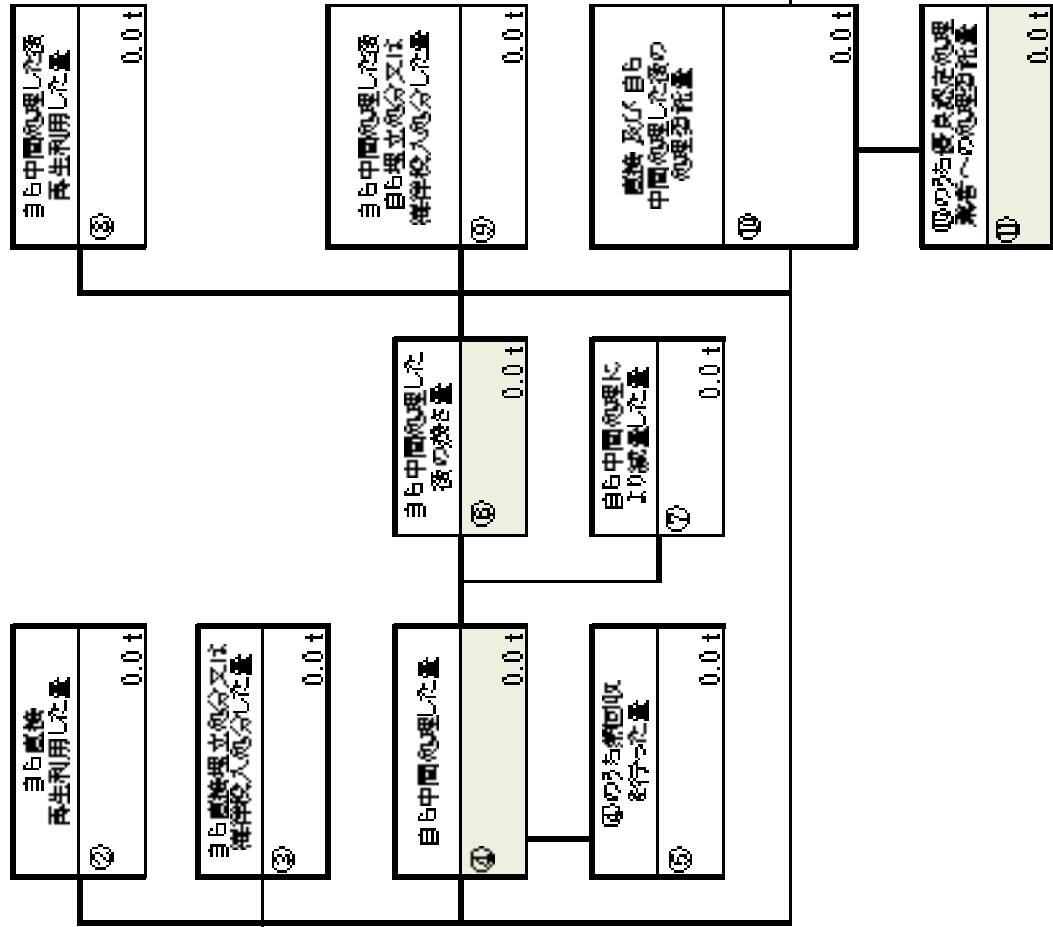 自ら直接
再生利用した量
②
0.0 t
自ら直接埋立処分又は
海洋投入処分した量
③
0.0 t
自ら中間処理した量
④
0.0 t
④のうち熱回収
を行った量
⑤
0.0 t
自ら中間処理した
後の残さ量
⑥
0.0 t
自ら中間処理に
より減量した量
⑦
0.0 t
自ら中間処理した後
再生利用した量
⑧
0.0 t
自ら中間処理した後
自ら埋立処分又は
海洋投入処分した量
⑨
0.0 t
直接及び自ら
中間処理した後の
処理委託量
⑩
0.0 t
⑩のうち優良認定処理
業者への処理委託量
⑪
0.0 t